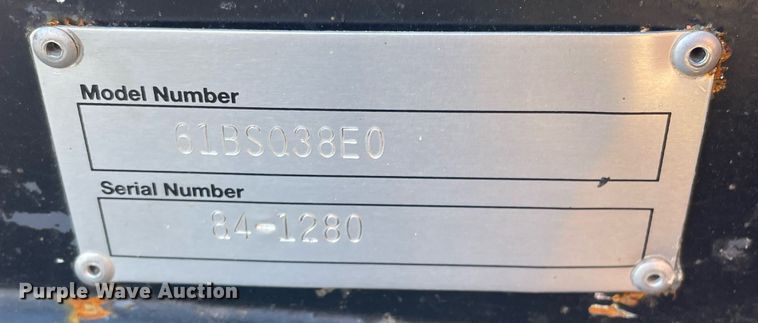 Model Number
61BSQ38E0
Serial Number
84-1280
Purple Wave Auction